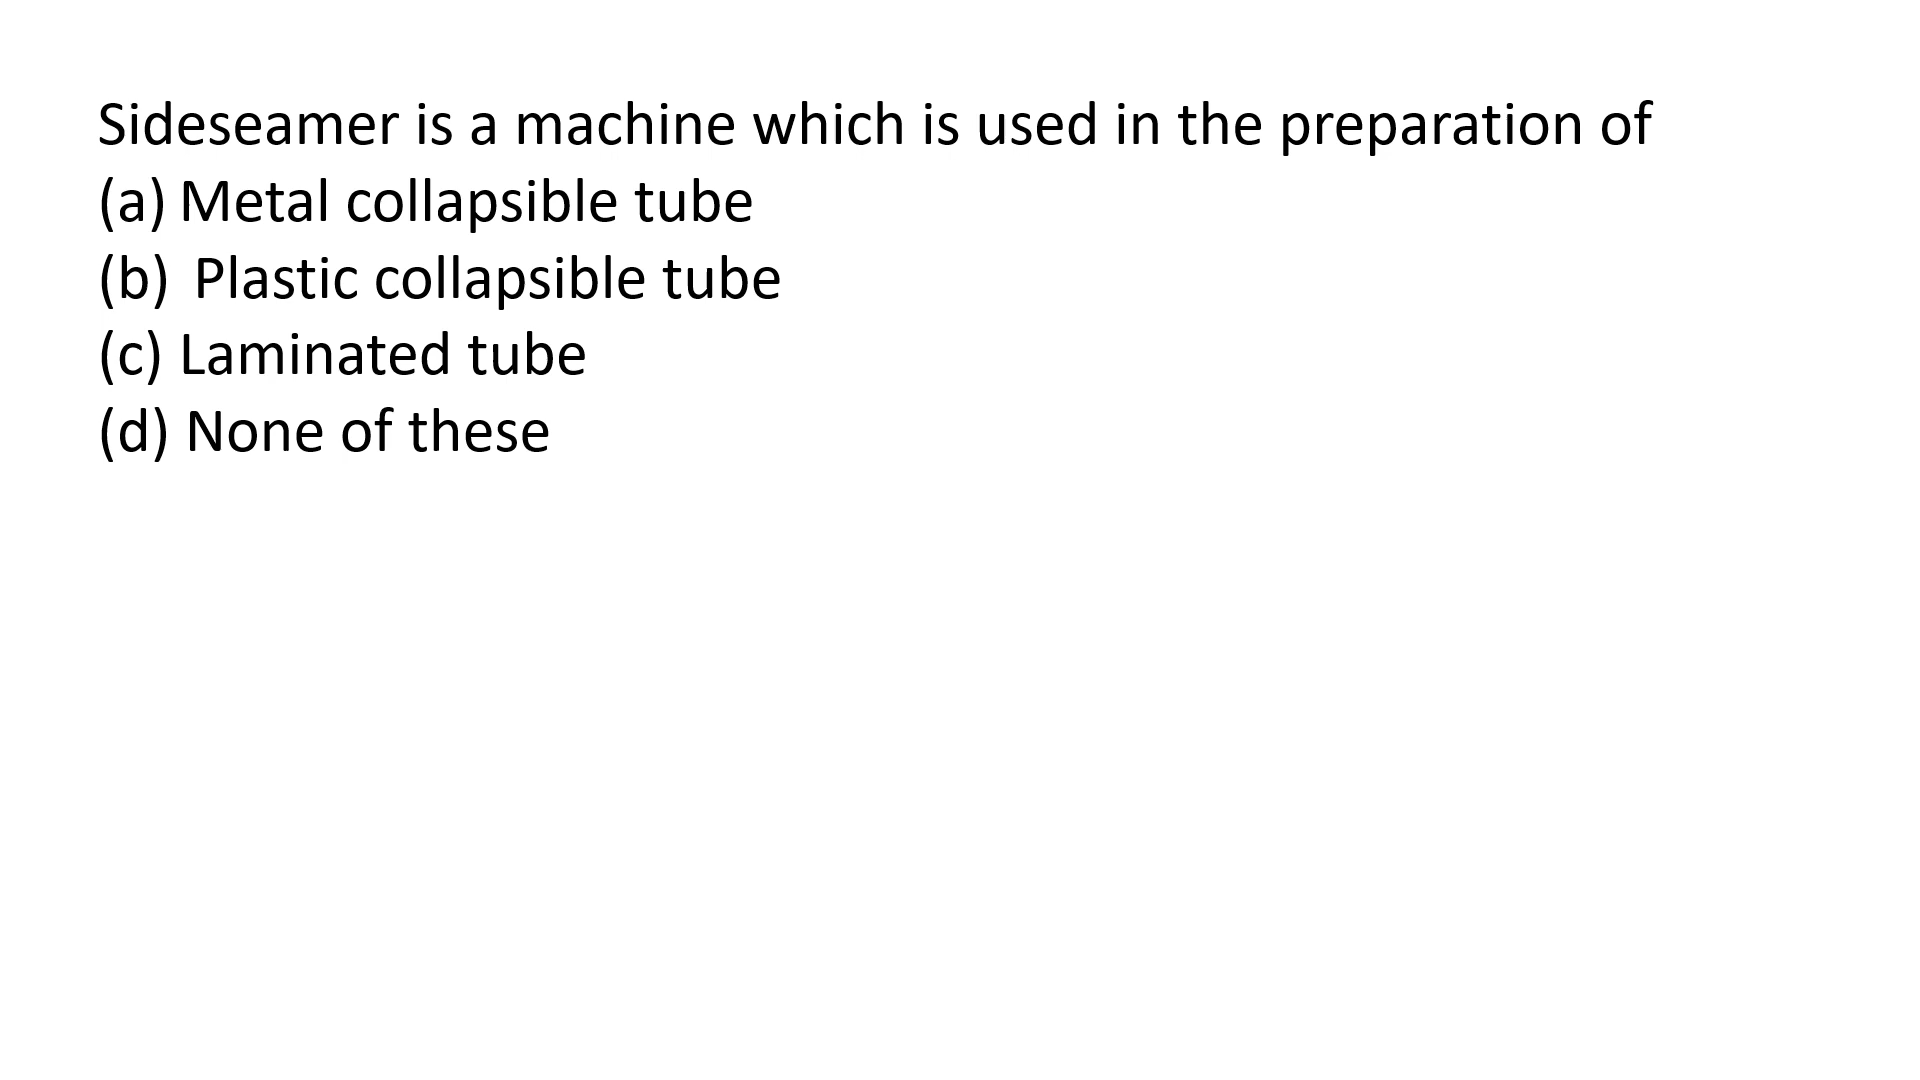 Sideseamer is a machine which is used in the preparation of
(a) Metal collapsible tube
(b) Plastic collapsible tube
(c) Laminated tube
(d) None of these